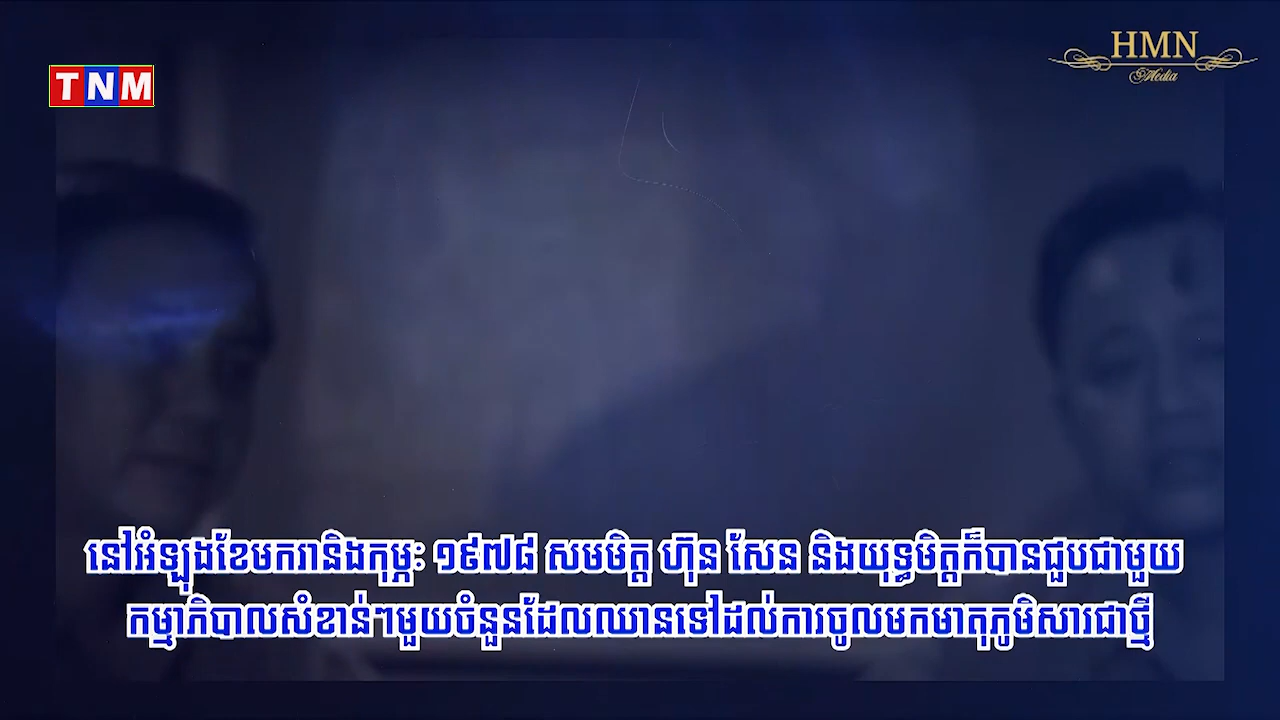 HMN
Media
TNM
នៅអំឡុងខែមករានិងកុម្ភៈ ១៩៧៨ សមមិត្ត ហ៊ុន សែន និងយុទ្ធមិត្តក៏បានជួបជាមួយ
កម្មាភិបាលសំខាន់ៗមួយចំនួនដែលឈានទៅដល់ការចូលមកមាតុភូមិសារជាថ្មី